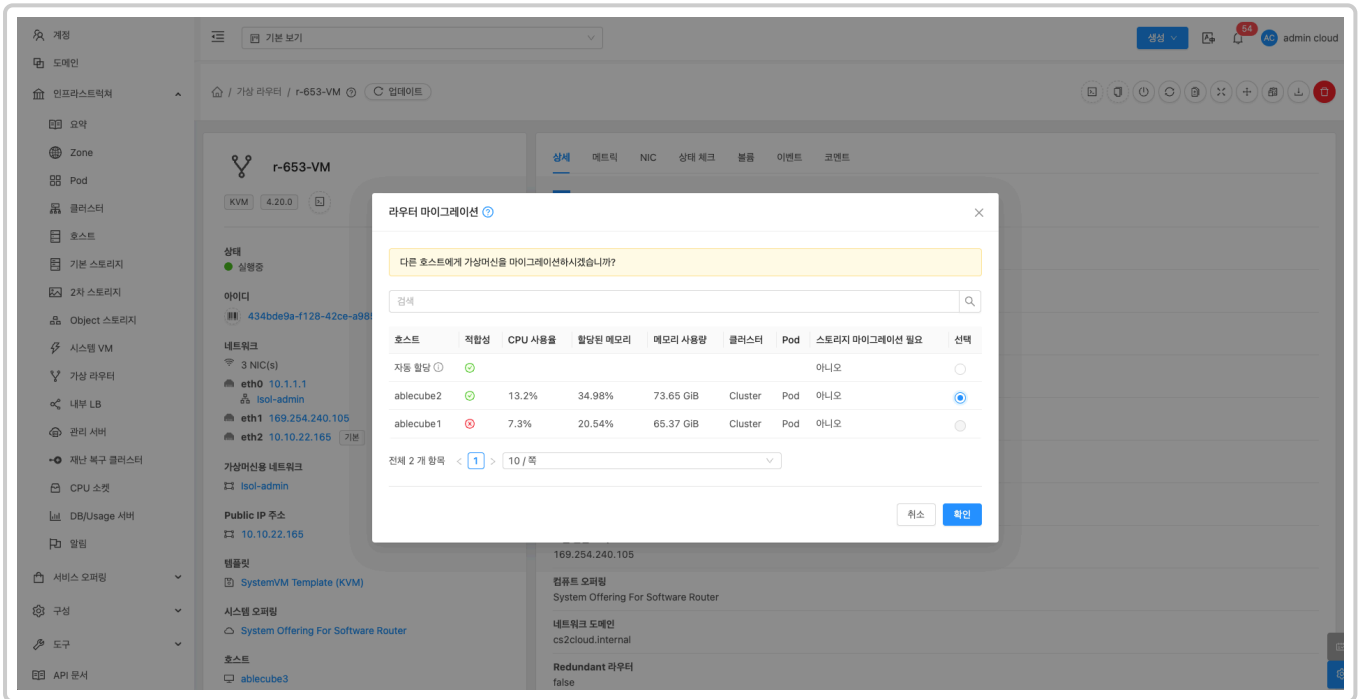 계정
기본 보기
생성
54
AC
admin cloud
도메인
인프라스트럭쳐
/ 가상 라우터 / r-653-VM
업데이트
요약
Zone
Pod
클러스터
호스트
기본 스토리지
2차 스토리지
Object 스토리지
시스템 VM
가상 라우터
내부 LB
관리 서버
재난 복구 클러스터
CPU 소켓
DB/Usage 서버
알림
서비스 오퍼링
구성
도구
API 문서
r-653-VM
KVM 4.20.0
상태
실행중
아이디
434bde9a-f128-42ce-a985
네트워크
3 NIC(s)
eth0 10.1.1.1
Isol-admin
eth1 169.254.240.105
eth2 10.10.22.165 기본
가상머신용 네트워크
Isol-admin
Public IP 주소
10.10.22.165
템플릿
SystemVM Template (KVM)
시스템 오퍼링
System Offering For Software Router
호스트
ablecube3
상세 메트릭 NIC 상태 체크 볼륨 이벤트 코멘트
라우터 마이그레이션
다른 호스트에게 가상머신을 마이그레이션하시겠습니까?
검색
호스트 적합성 CPU 사용율 할당된 메모리 메모리 사용량 클러스터 Pod 스토리지 마이그레이션 필요 선택
자동 할당 아니오
ablecube2 13.2% 34.98% 73.65 GiB Cluster Pod 아니오
ablecube1 7.3% 20.54% 65.37 GiB Cluster Pod 아니오
전체 2 개 항목 < 1 > 10 / 쪽
취소 확인
169.254.240.105
컴퓨트 오퍼링
System Offering For Software Router
네트워크 도메인
cs2cloud.internal
Redundant 라우터
false